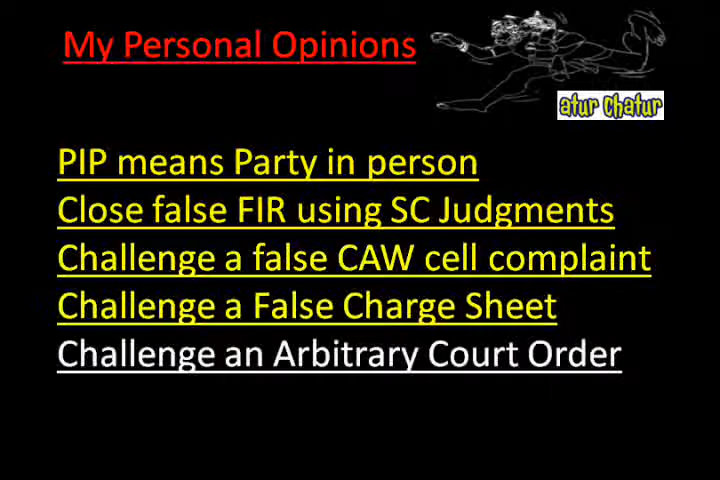 My Personal Opinions
atur chatur
PIP means Party in person
Close false FIR using SC Judgments
Challenge a false CAW cell complaint
Challenge a False Charge Sheet
Challenge an Arbitrary Court Order